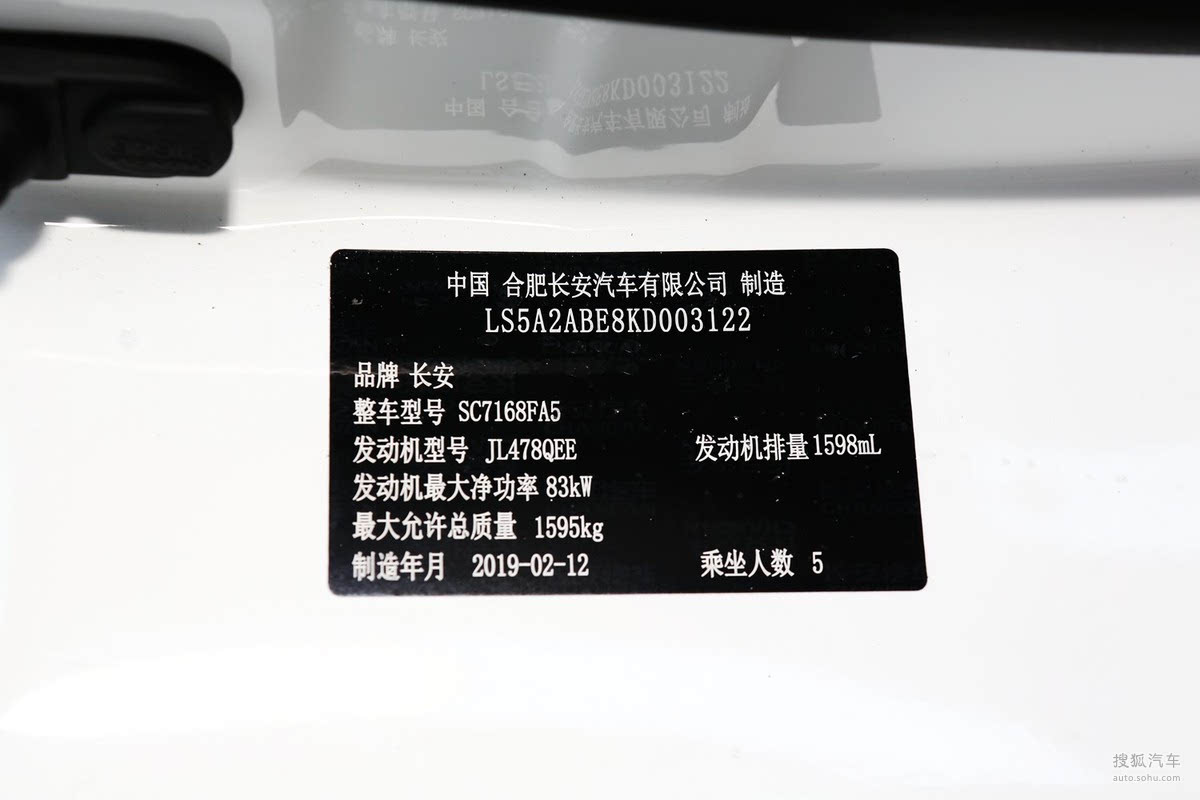 中国 合肥长安汽车有限公司 制造
LS5A2ABE8KD003122
品牌 长安
整车型号 SC7168FA5
发动机型号 JL478QEE 发动机排量 1598mL
发动机最大净功率 83kW
最大允许总质量 1595kg
制造年月 2019-02-12 乘坐人数 5
搜狐汽车
auto.sohu.com